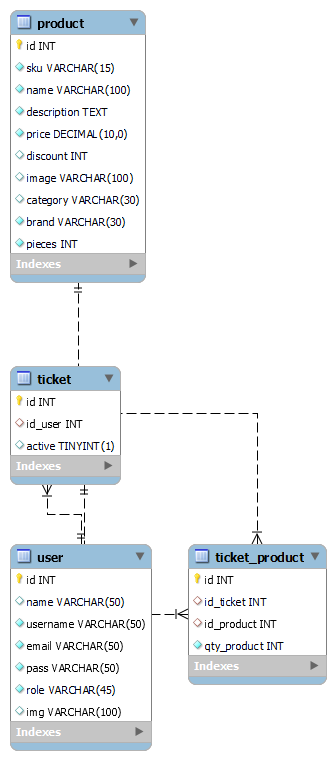 product
id INT
sku VARCHAR(15)
name VARCHAR(100)
description TEXT
price DECIMAL(10,0)
discount INT
image VARCHAR(100)
category VARCHAR(30)
brand VARCHAR(30)
pieces INT
Indexes
ticket
id INT
id_user INT
active TINYINT(1)
Indexes
user
id INT
name VARCHAR(50)
username VARCHAR(50)
email VARCHAR(50)
pass VARCHAR(50)
role VARCHAR(45)
img VARCHAR(100)
Indexes
ticket_product
id INT
id_ticket INT
id_product INT
qty_product INT
Indexes